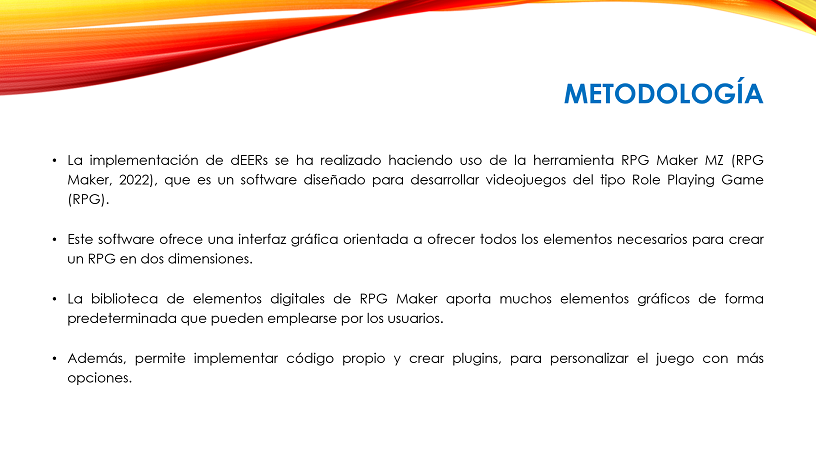 METODOLOGÍA
• La implementación de dEERs se ha realizado haciendo uso de la herramienta RPG Maker MZ (RPG
Maker, 2022), que es un software diseñado para desarrollar videojuegos del tipo Role Playing Game
(RPG).
• Este software ofrece una interfaz gráfica orientada a ofrecer todos los elementos necesarios para crear
un RPG en dos dimensiones.
• La biblioteca de elementos digitales de RPG Maker aporta muchos elementos gráficos de forma
predeterminada que pueden emplearse por los usuarios.
• Además, permite implementar código propio y crear plugins, para personalizar el juego con más
opciones.